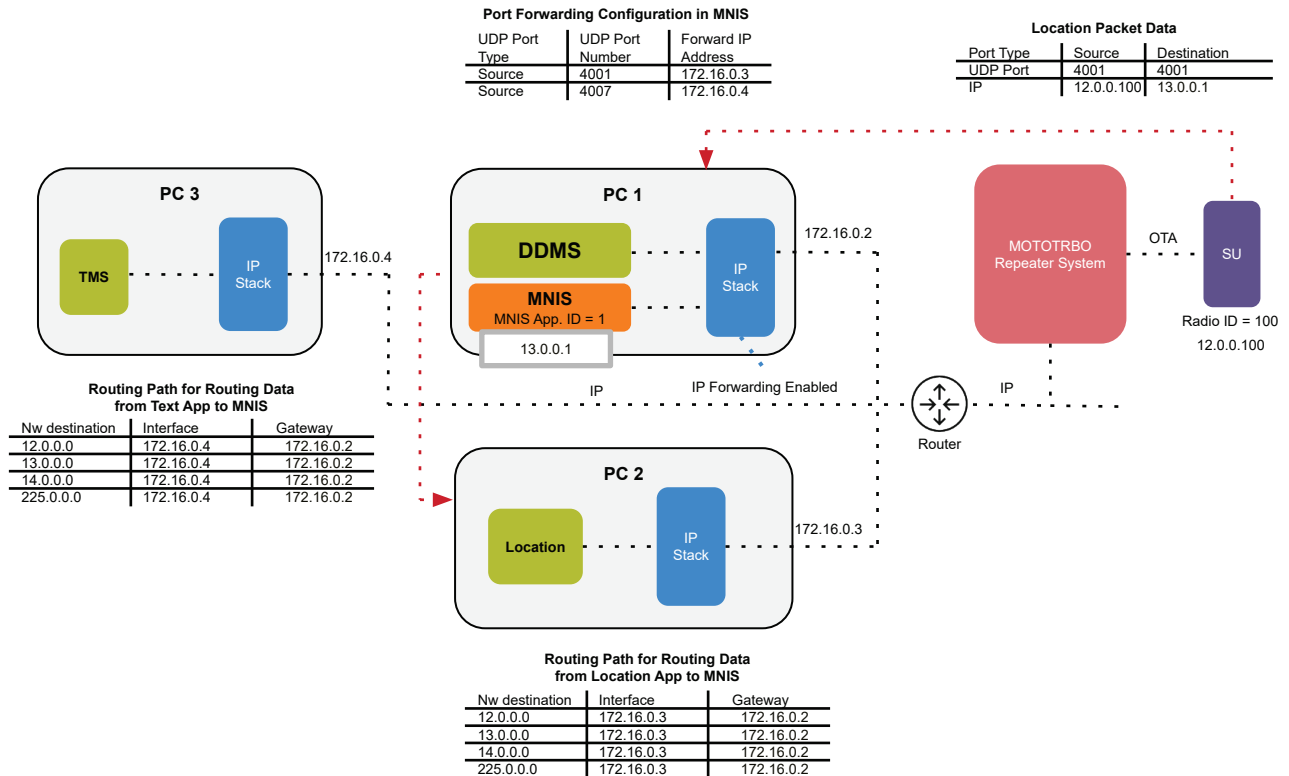 Port Forwarding Configuration in MNIS
UDP Port Type | UDP Port Number | Forward IP Address
Source | 4001 | 172.16.0.3
Source | 4007 | 172.16.0.4
Location Packet Data
Port Type | Source | Destination
UDP Port | 4001 | 4001
IP | 12.0.0.100 | 13.0.0.1
PC 3
TMS
IP
Stack
172.16.0.4
PC 1
DDMS
MNIS
MNIS App. ID = 1
13.0.0.1
IP
Stack
172.16.0.2
IP Forwarding Enabled
MOTOTRBO
Repeater System
OTA
SU
Radio ID = 100
12.0.0.100
IP
Router
IP
Routing Path for Routing Data
from Text App to MNIS
Nw destination | Interface | Gateway
12.0.0.0 | 172.16.0.4 | 172.16.0.2
13.0.0.0 | 172.16.0.4 | 172.16.0.2
14.0.0.0 | 172.16.0.4 | 172.16.0.2
225.0.0.0 | 172.16.0.4 | 172.16.0.2
PC 2
Location
IP
Stack
172.16.0.3
Routing Path for Routing Data
from Location App to MNIS
Nw destination | Interface | Gateway
12.0.0.0 | 172.16.0.3 | 172.16.0.2
13.0.0.0 | 172.16.0.3 | 172.16.0.2
14.0.0.0 | 172.16.0.3 | 172.16.0.2
225.0.0.0 | 172.16.0.3 | 172.16.0.2